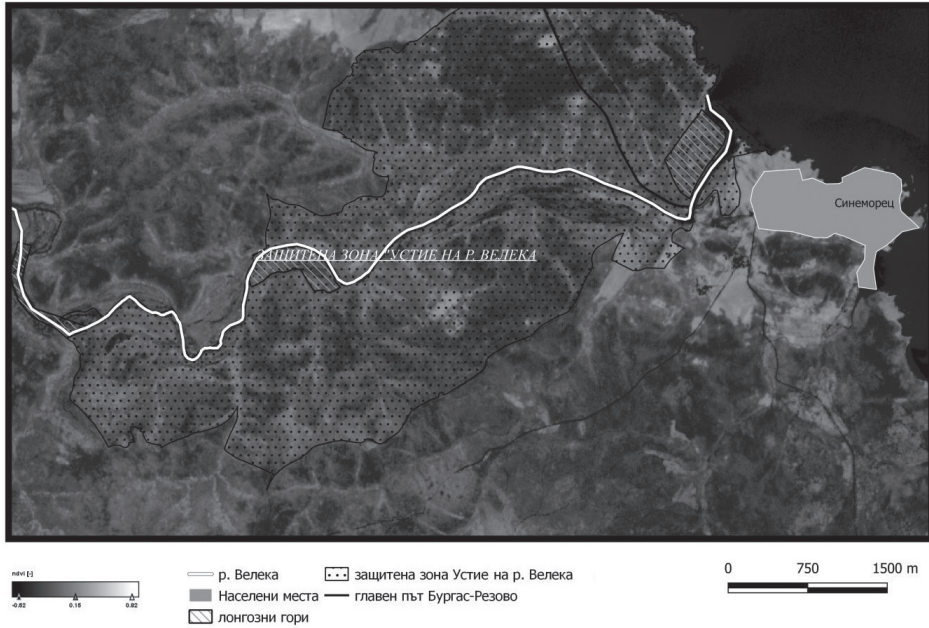 Синеморец
ЗАЩИТЕНА ЗОНА "УСТИЕ НА Р. ВЕЛЕКА
ndvi [-]
-0.52 0.15 0.82
р. Велека
Населени места
лонгозни гори
защитена зона Устие на р. Велека
главен път Бургас-Резово
0 750 1500 m